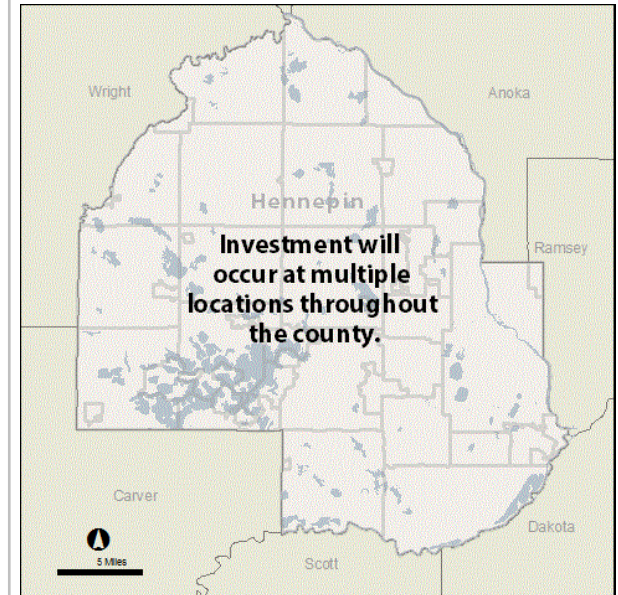 Wright
Anoka
Hennepin
Investment will
occur at multiple
locations throughout
the county.
Ramsey
Carver
5 Miles
Scott
Dakota